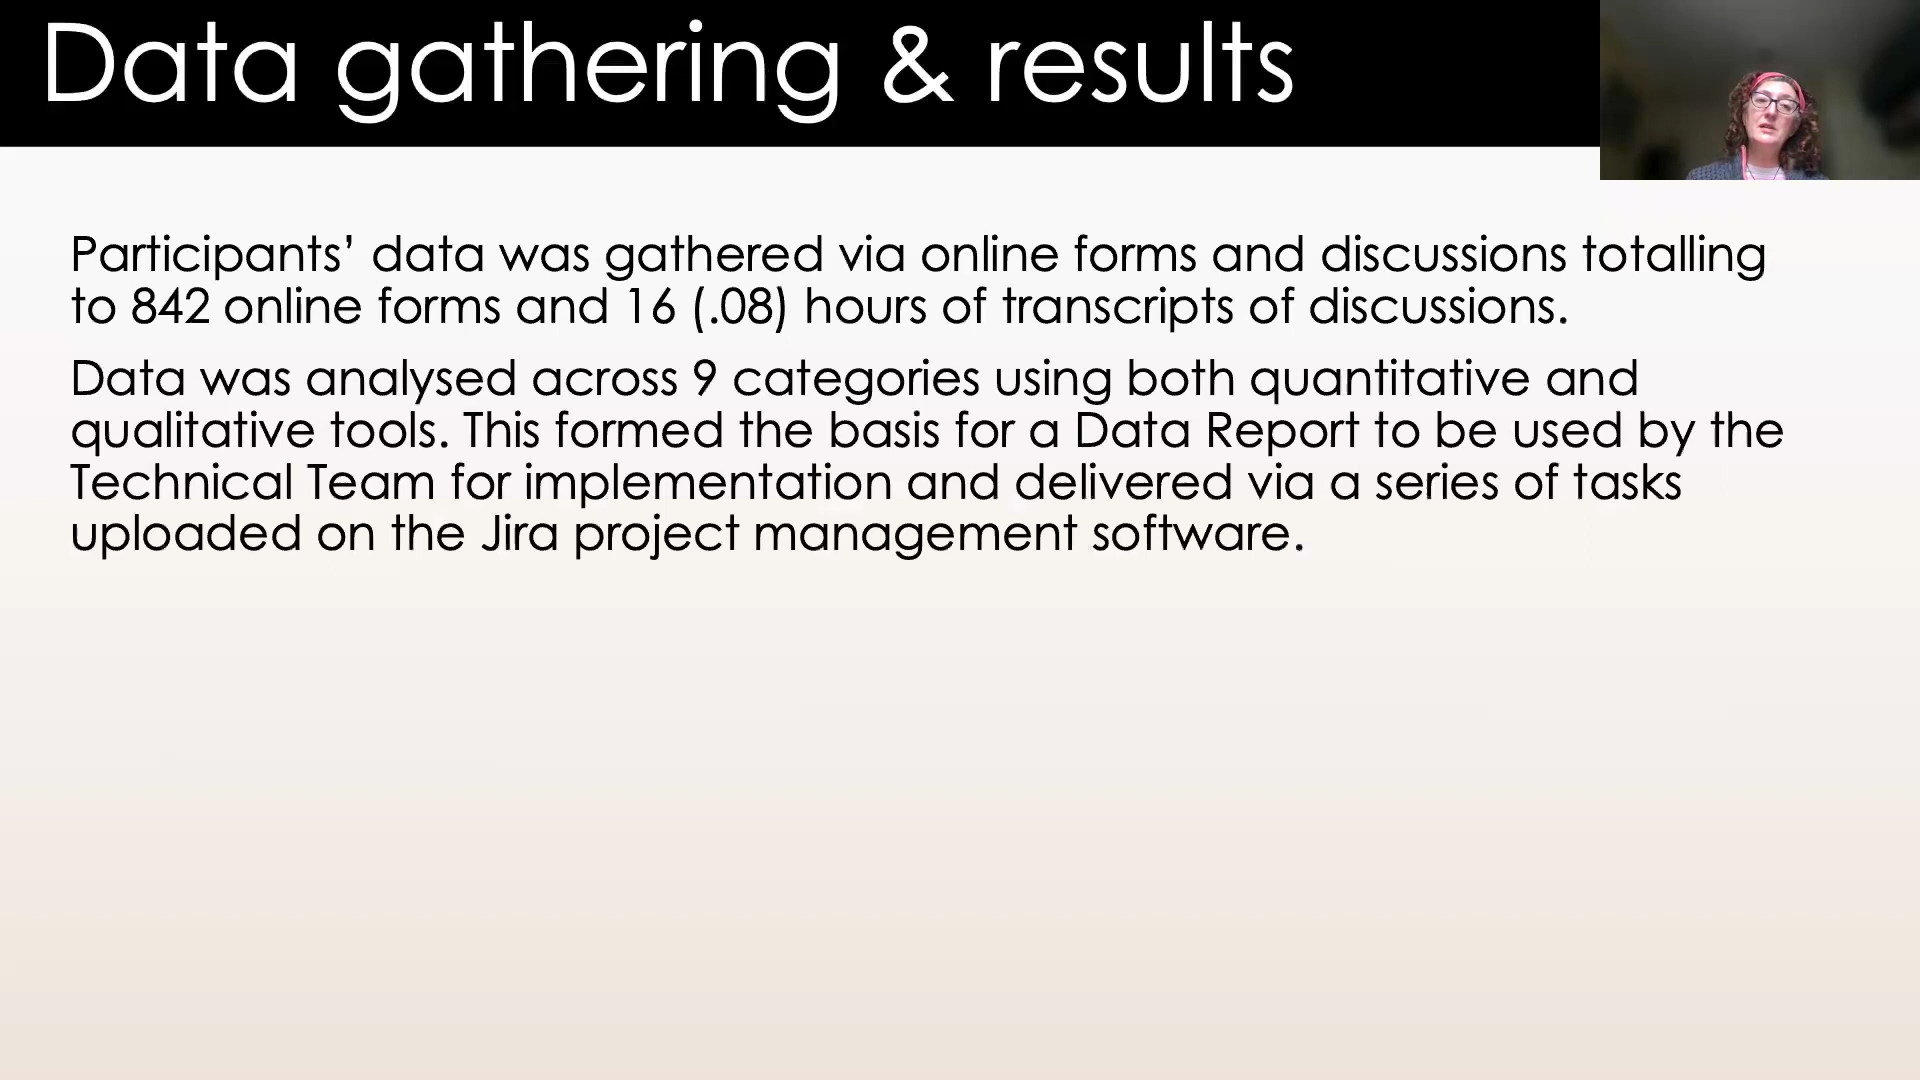 Data gathering & results
Participants’ data was gathered via online forms and discussions totalling
to 842 online forms and 16 (.08) hours of transcripts of discussions.
Data was analysed across 9 categories using both quantitative and
qualitative tools. This formed the basis for a Data Report to be used by the
Technical Team for implementation and delivered via a series of tasks
uploaded on the Jira project management software.